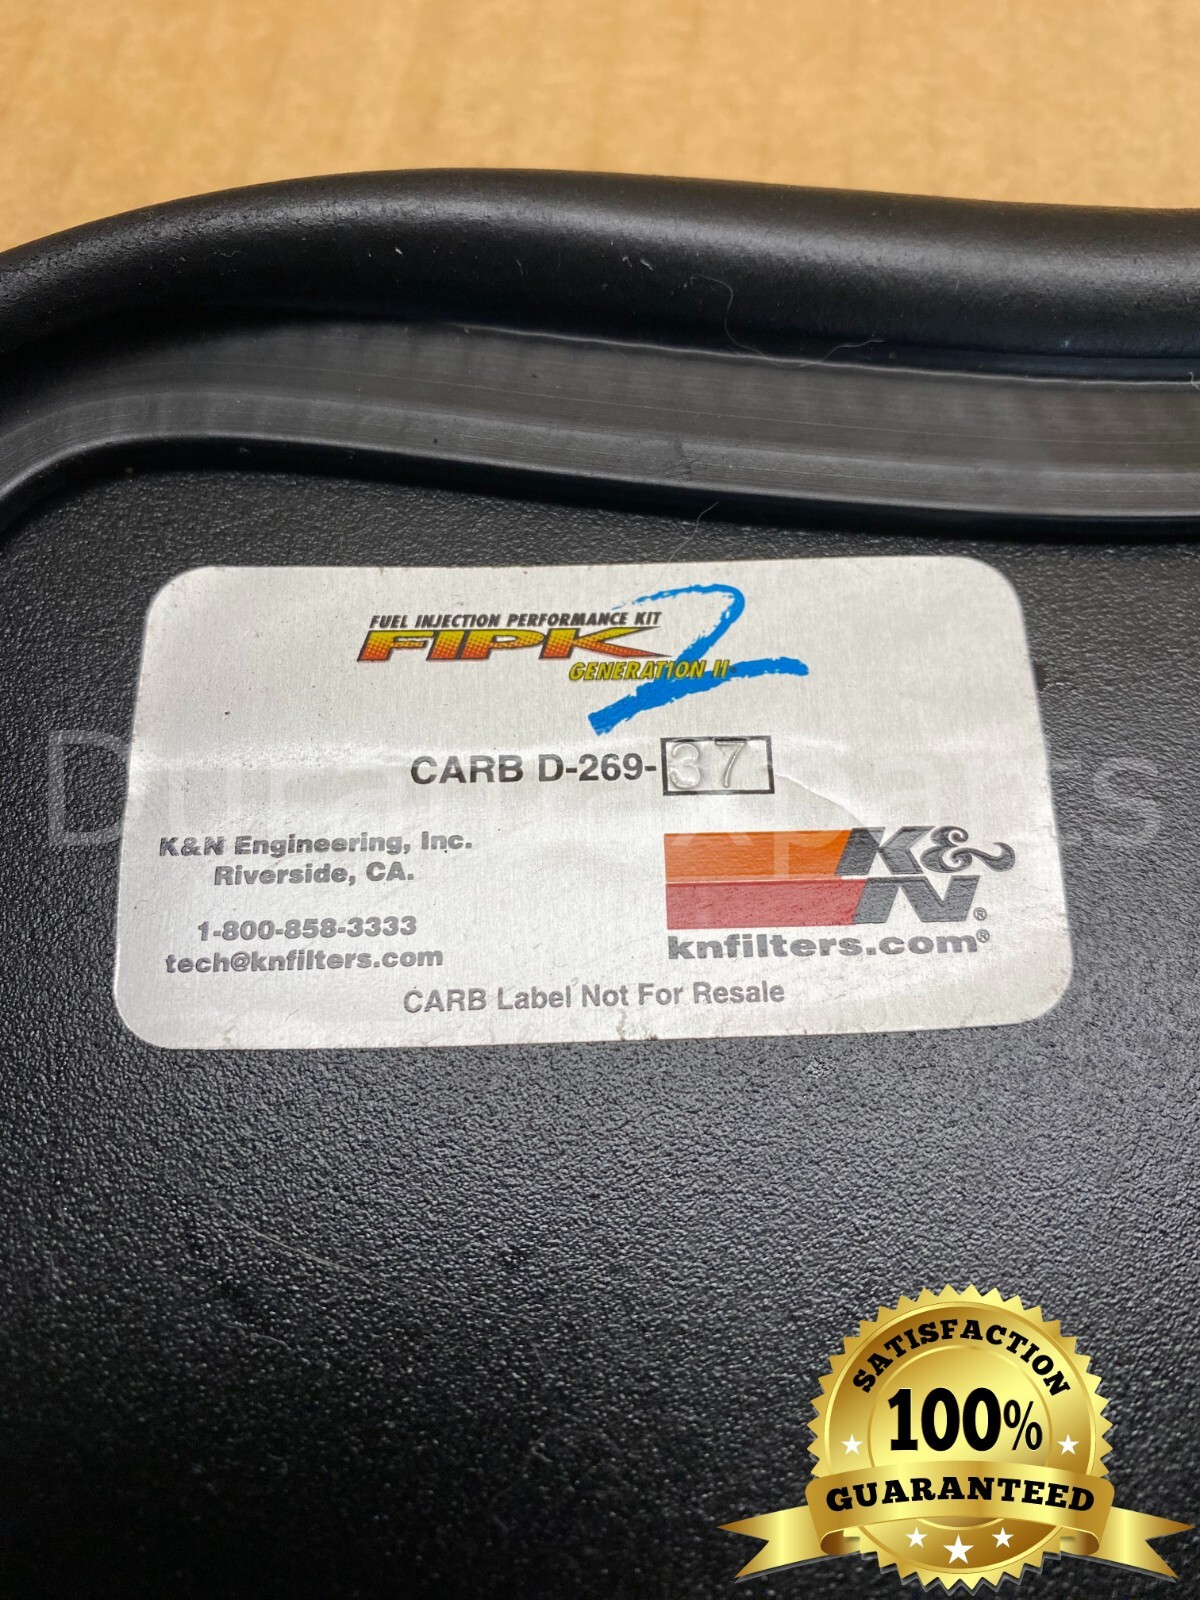 FUEL INJECTION PERFORMANCE KIT
FIPK 2
GENERATION II
CARB D-269-37
K&N Engineering, Inc.
Riverside, CA.
1-800-858-3333
tech@knfilters.com
K&N®
knfilters.com®
CARB Label Not For Resale
SATISFACTION
100%
GUARANTEED